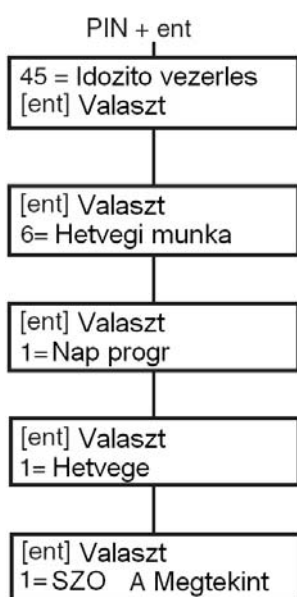 PIN + ent
45 = Idozito vezerles
[ent] Valaszt
[ent] Valaszt
6= Hetvegi munka
[ent] Valaszt
1=Nap progr
[ent] Valaszt
1=Hetvege
[ent] Valaszt
1=SZO A Megtekint